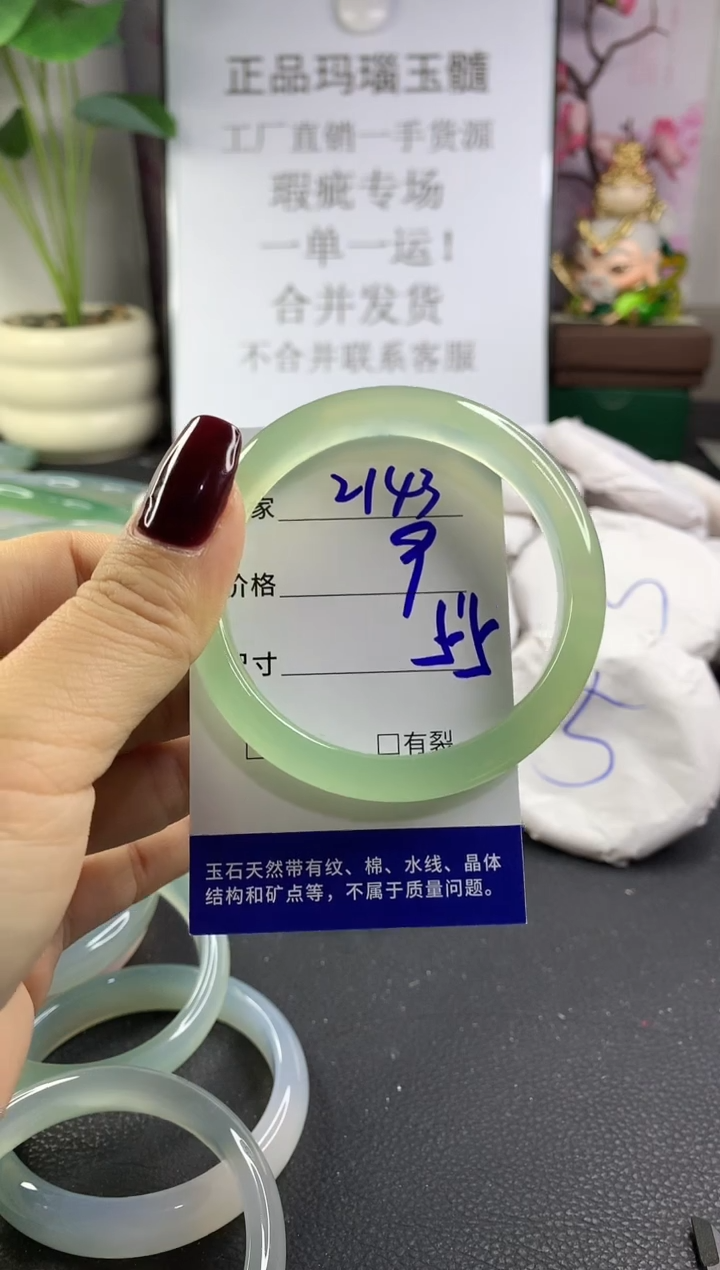 正品玛瑙玉髓
工厂直销一手货源
瑕疵专场
一单一运！
合并发货
不合并联系客服
家 2143
价格 9
寸 55
□有裂
玉石天然带有纹、棉、水线、晶体
结构和矿点等，不属于质量问题。
5